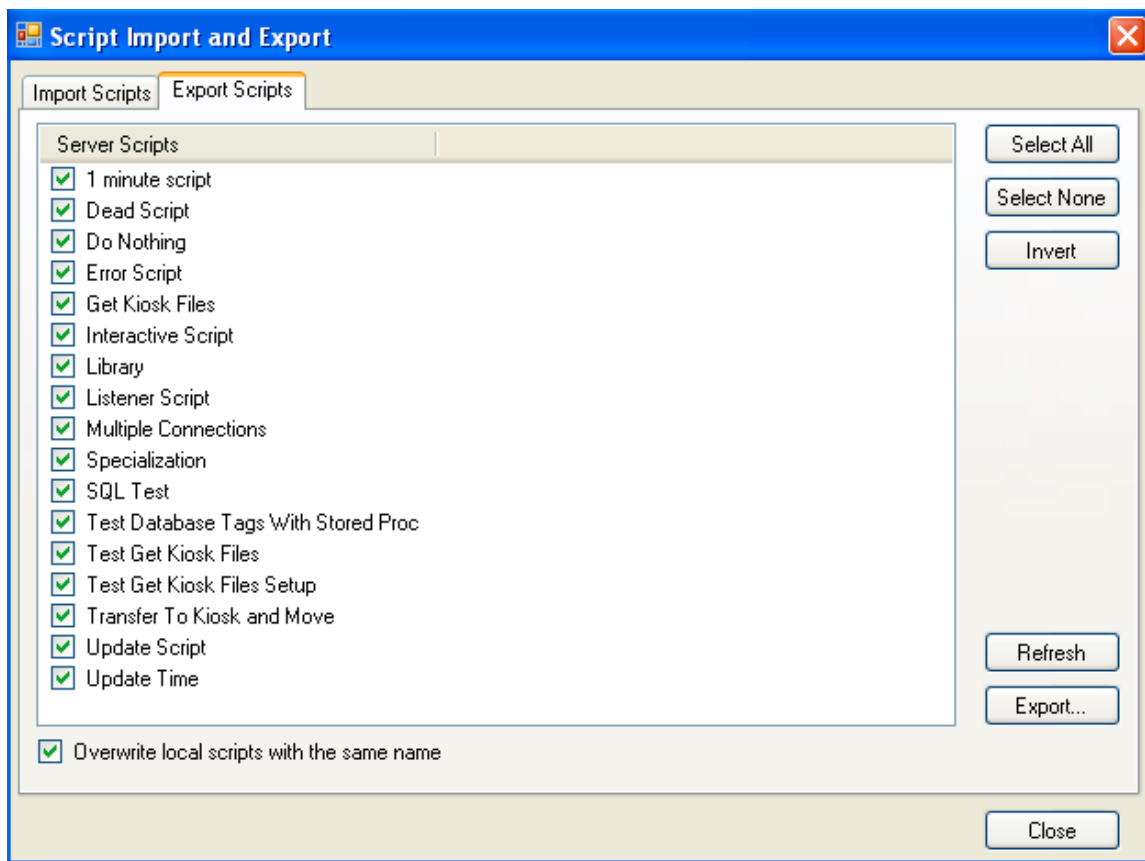 Script Import and Export
Import Scripts Export Scripts
Server Scripts
1 minute script
Dead Script
Do Nothing
Error Script
Get Kiosk Files
Interactive Script
Library
Listener Script
Multiple Connections
Specialization
SQL Test
Test Database Tags With Stored Proc
Test Get Kiosk Files
Test Get Kiosk Files Setup
Transfer To Kiosk and Move
Update Script
Update Time
Overwrite local scripts with the same name
Select All
Select None
Invert
Refresh
Export...
Close